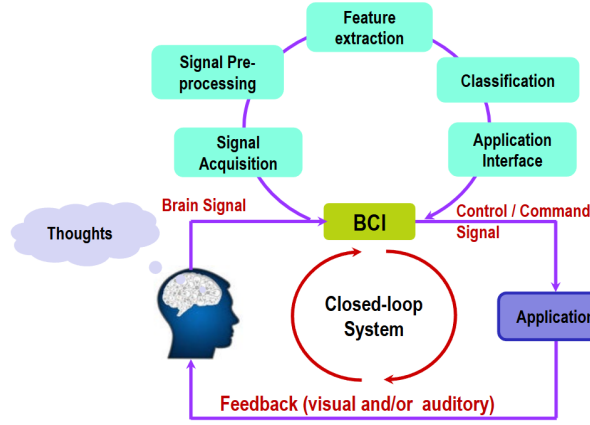 Feature
extraction
Signal Pre-
processing
Classification
Signal
Acquisition
Application
Interface
Brain Signal
BCI
Control / Command
Signal
Thoughts
Closed-loop
System
Application
Feedback (visual and/or auditory)